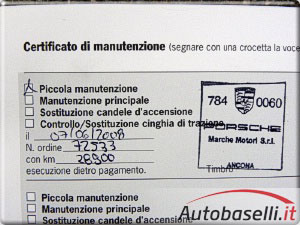 Certificato di manutenzione (segnare con una crocetta la voce
Piccola manutenzione
Manutenzione principale
Sostituzione candele d'accensione
Controllo/Sostituzione cinghia di trazione
il 07/06/2008
N. ordine 72533
con km 28900
esecuzione dietro pagamento.
784 0060
PORSCHE
Marche Motori S.r.l.
ANCONA
Timbro
Piccola manutenzione
Manutenzione principale
Sostituzione candele d'accensione
Autobaselli.it